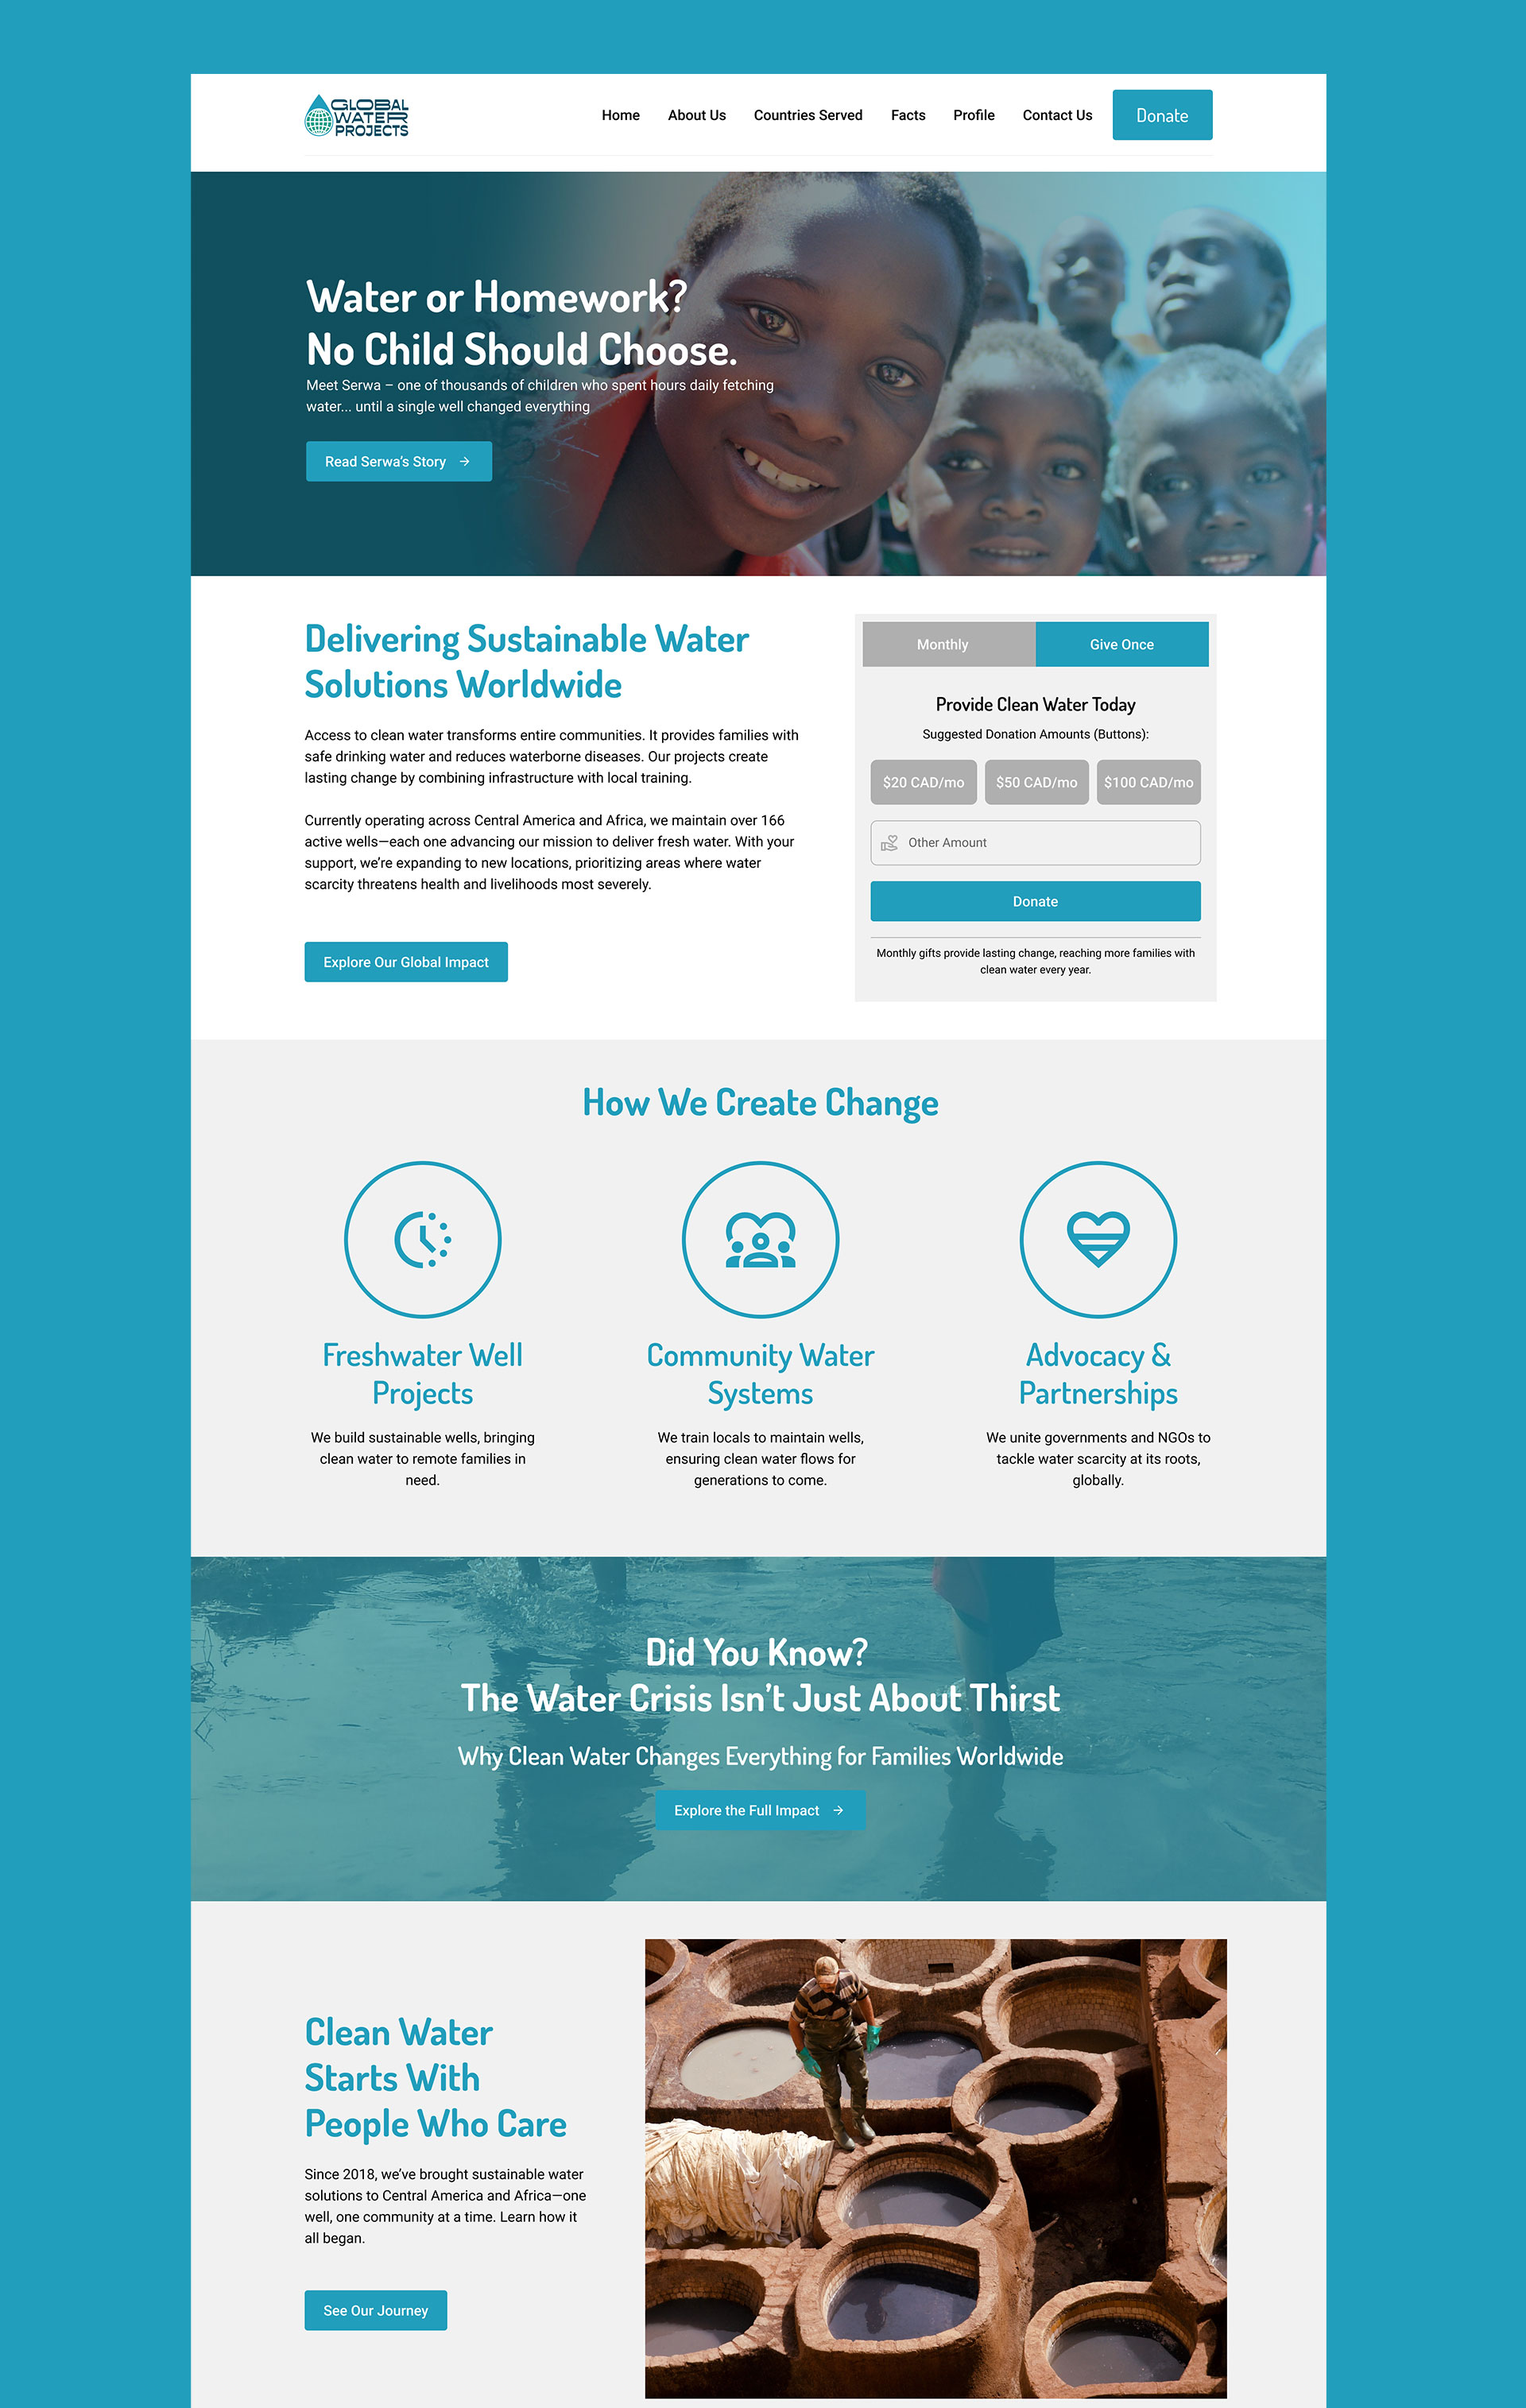 GLOBAL
WATER
PROJECTS
Home About Us Countries Served Facts Profile Contact Us Donate
Water or Homework?
No Child Should Choose.
Meet Serwa – one of thousands of children who spent hours daily fetching
water... until a single well changed everything
Read Serwa's Story →
Delivering Sustainable Water
Solutions Worldwide
Access to clean water transforms entire communities. It provides families with
safe drinking water and reduces waterborne diseases. Our projects create
lasting change by combining infrastructure with local training.
Currently operating across Central America and Africa, we maintain over 166
active wells—each one advancing our mission to deliver fresh water. With your
support, we're expanding to new locations, prioritizing areas where water
scarcity threatens health and livelihoods most severely.
Explore Our Global Impact
Monthly Give Once
Provide Clean Water Today
Suggested Donation Amounts (Buttons):
$20 CAD/mo $50 CAD/mo $100 CAD/mo
Other Amount
Donate
Monthly gifts provide lasting change, reaching more families with
clean water every year.
How We Create Change
Freshwater Well
Projects
We build sustainable wells, bringing
clean water to remote families in
need.
Community Water
Systems
We train locals to maintain wells,
ensuring clean water flows for
generations to come.
Advocacy &
Partnerships
We unite governments and NGOs to
tackle water scarcity at its roots,
globally.
Did You Know?
The Water Crisis Isn't Just About Thirst
Why Clean Water Changes Everything for Families Worldwide
Explore the Full Impact →
Clean Water
Starts With
People Who Care
Since 2018, we've brought sustainable water
solutions to Central America and Africa—one
well, one community at a time. Learn how it
all began.
See Our Journey